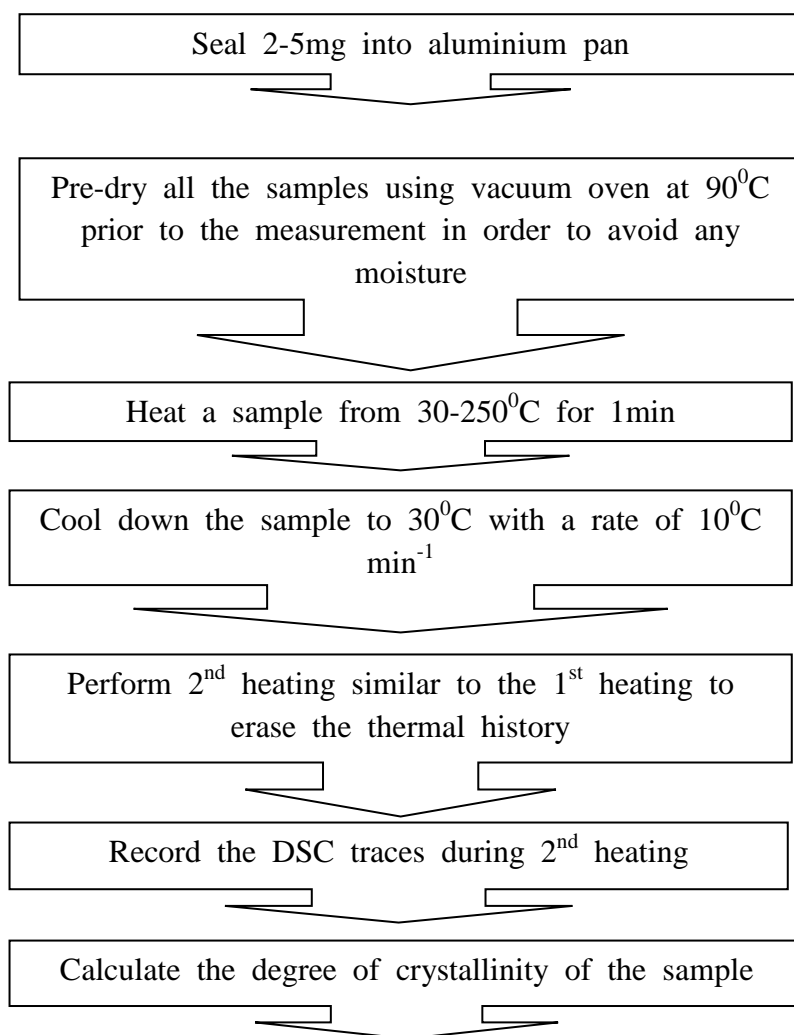 Seal 2-5mg into aluminium pan
Pre-dry all the samples using vacuum oven at 90⁰C
prior to the measurement in order to avoid any
moisture
Heat a sample from 30-250⁰C for 1min
Cool down the sample to 30⁰C with a rate of 10⁰C
min⁻¹
Perform 2ⁿᵈ heating similar to the 1ˢᵗ heating to
erase the thermal history
Record the DSC traces during 2ⁿᵈ heating
Calculate the degree of crystallinity of the sample